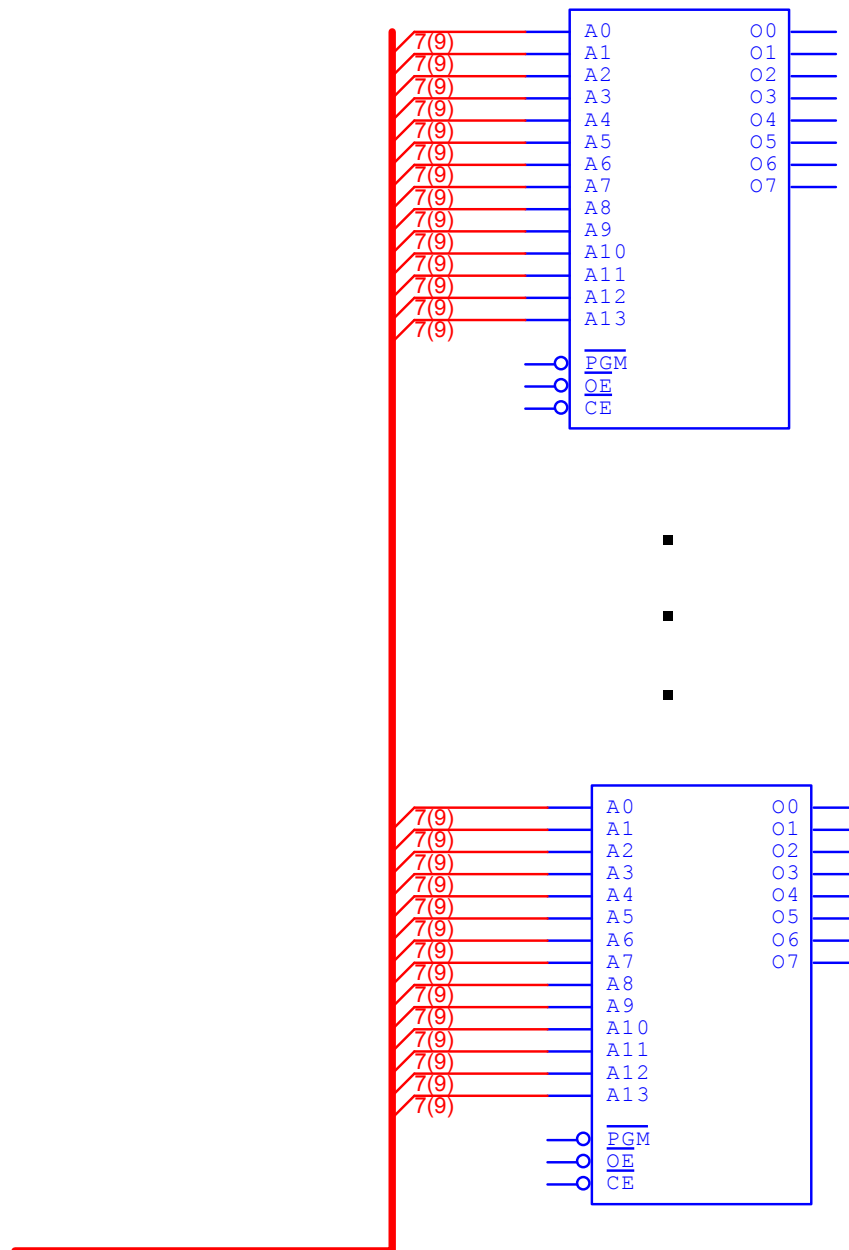 A0 O0
7(9)
A1 O1
7(9)
A2 O2
7(9)
A3 O3
7(9)
A4 O4
7(9)
A5 O5
7(9)
A6 O6
7(9)
A7 O7
7(9)
A8
7(9)
A9
7(9)
A10
7(9)
A11
7(9)
A12
7(9)
A13
7(9)
PGM
OE
CE
A0 O0
7(9)
A1 O1
7(9)
A2 O2
7(9)
A3 O3
7(9)
A4 O4
7(9)
A5 O5
7(9)
A6 O6
7(9)
A7 O7
7(9)
A8
7(9)
A9
7(9)
A10
7(9)
A11
7(9)
A12
7(9)
A13
7(9)
PGM
OE
CE